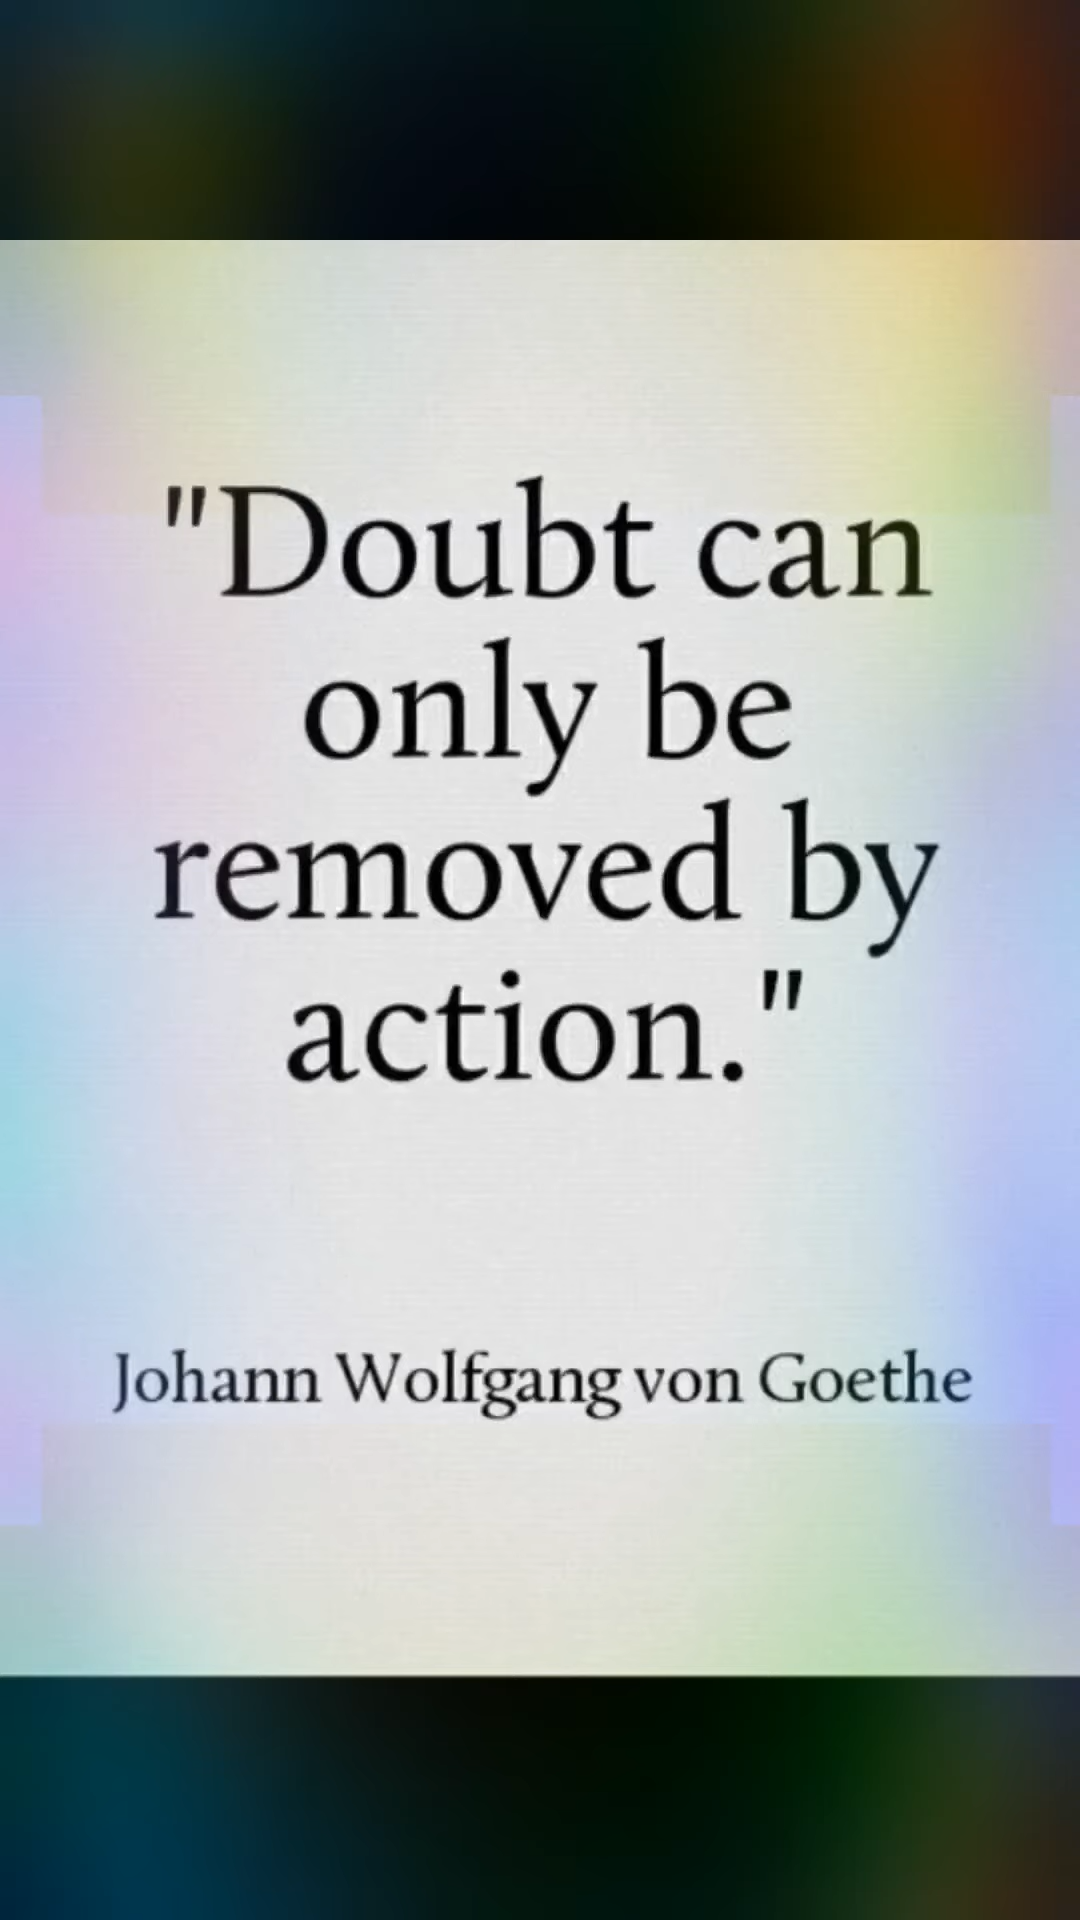 "Doubt can
only be
removed by
action."
Johann Wolfgang von Goethe